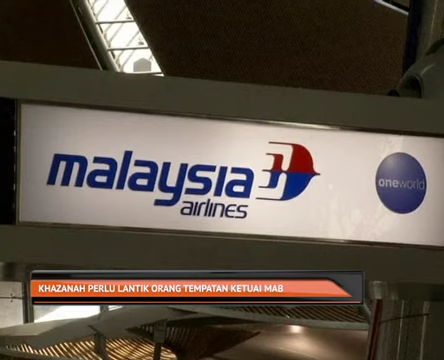 malaysia
airlines
oneworld
KHAZANAH PERLU LANTIK ORANG TEMPATAN KETUAI MAB